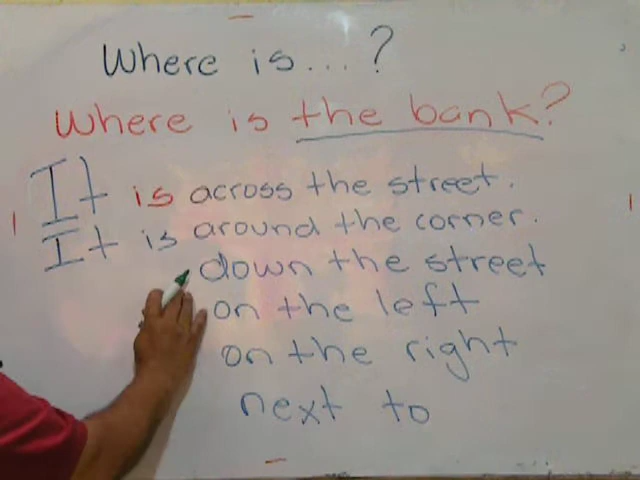 Where is...?
Where is the bank?
It is across the street.
It is around the corner.
down the street
on the left
on the right
next to